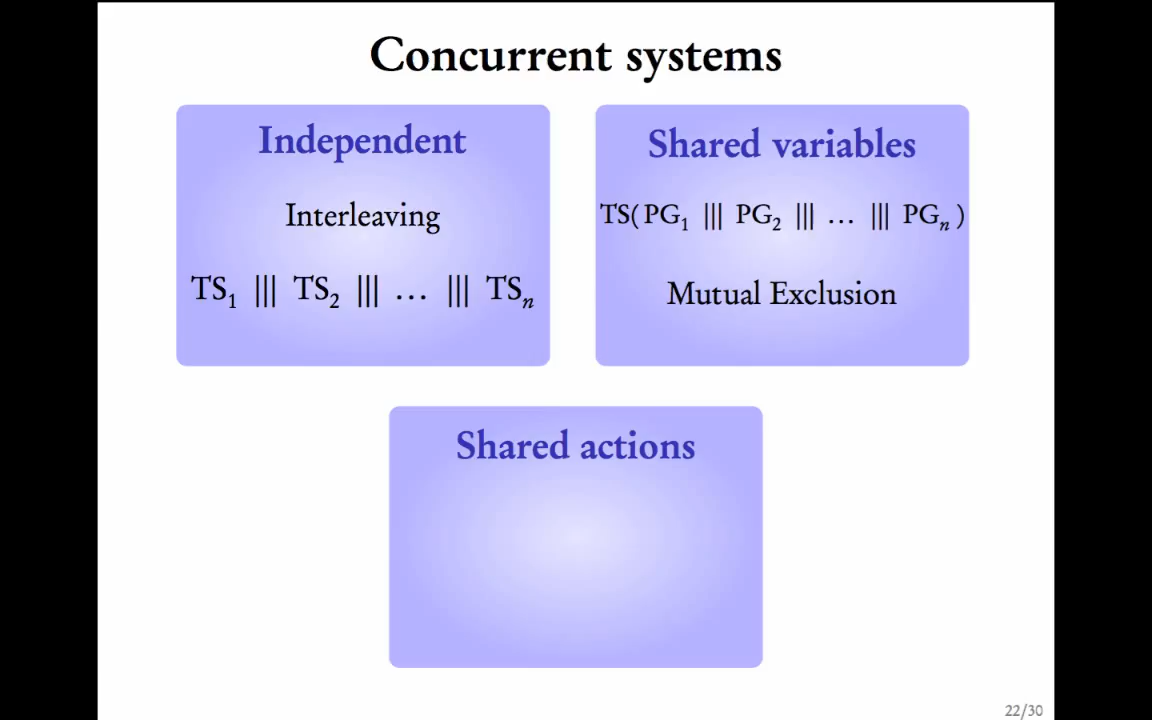 Concurrent systems
Independent
Interleaving
TS₁ ||| TS₂ ||| … ||| TSₙ
Shared variables
TS( PG₁ ||| PG₂ ||| … ||| PGₙ )
Mutual Exclusion
Shared actions
22/30